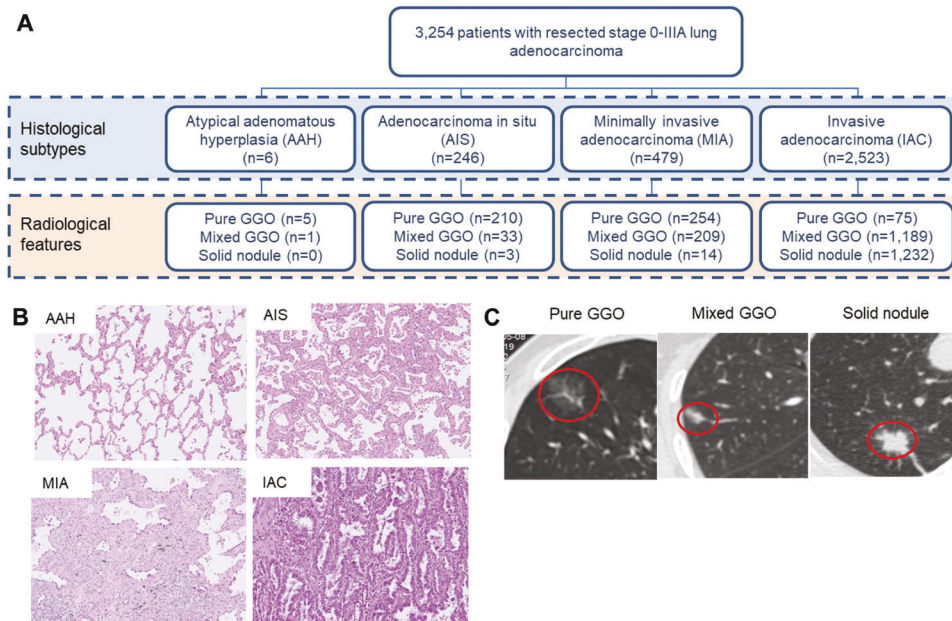 A
3,254 patients with resected stage 0-IIIA lung
adenocarcinoma
Histological
subtypes
Atypical adenomatous
hyperplasia (AAH)
(n=6)
Adenocarcinoma in situ
(AIS)
(n=246)
Minimally invasive
adenocarcinoma (MIA)
(n=479)
Invasive
adenocarcinoma (IAC)
(n=2,523)
Radiological
features
Pure GGO (n=5)
Mixed GGO (n=1)
Solid nodule (n=0)
Pure GGO (n=210)
Mixed GGO (n=33)
Solid nodule (n=3)
Pure GGO (n=254)
Mixed GGO (n=209)
Solid nodule (n=14)
Pure GGO (n=75)
Mixed GGO (n=1,189)
Solid nodule (n=1,232)
B
AAH
AIS
MIA
IAC
C
Pure GGO
Mixed GGO
Solid nodule
05-08
19